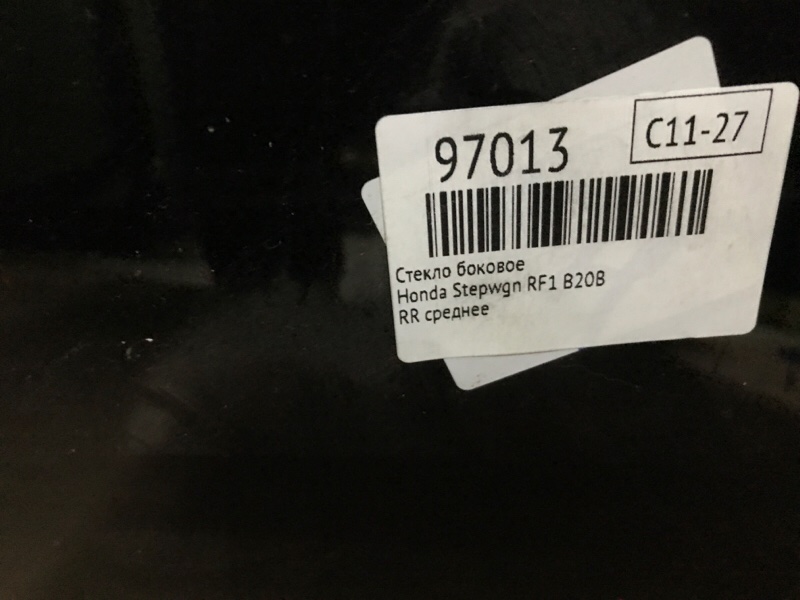 97013
C11-27
Стекло боковое
Honda Stepwgn RF1 B20B
RR среднее